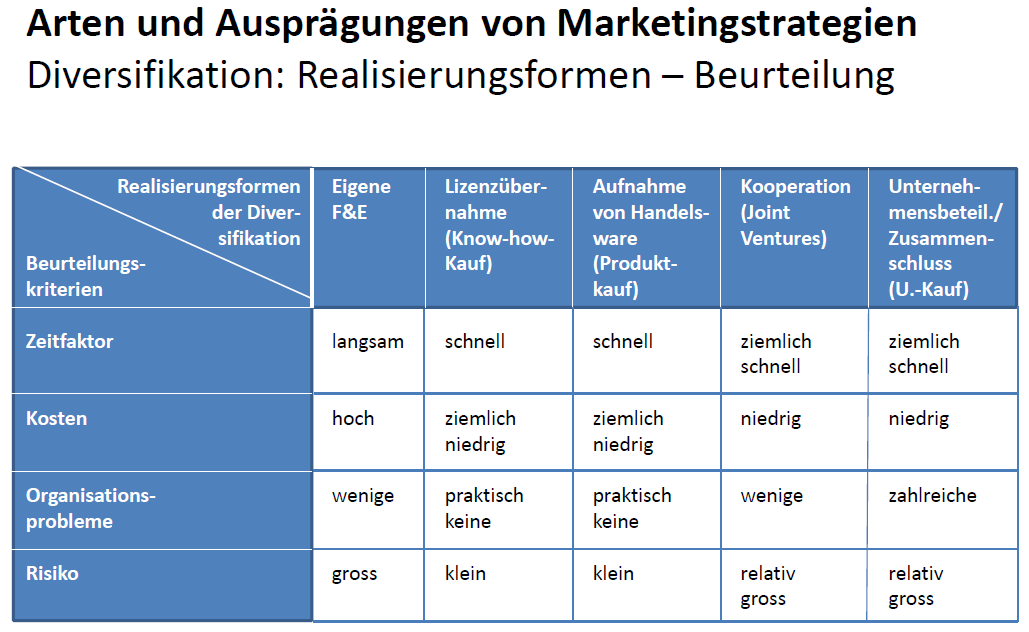 Arten und Ausprägungen von Marketingstrategien
Diversifikation: Realisierungsformen – Beurteilung
Realisierungsformen
der Diver-
sifikation
Beurteilungs-
kriterien
Eigene
F&E
Lizenzüber-
nahme
(Know-how-
Kauf)
Aufnahme
von Handels-
ware
(Produkt-
kauf)
Kooperation
(Joint
Ventures)
Unterneh-
mensbeteil./
Zusammen-
schluss
(U.-Kauf)
Zeitfaktor
langsam
schnell
schnell
ziemlich
schnell
ziemlich
schnell
Kosten
hoch
ziemlich
niedrig
ziemlich
niedrig
niedrig
niedrig
Organisations-
probleme
wenige
praktisch
keine
praktisch
keine
wenige
zahlreiche
Risiko
gross
klein
klein
relativ
gross
relativ
gross